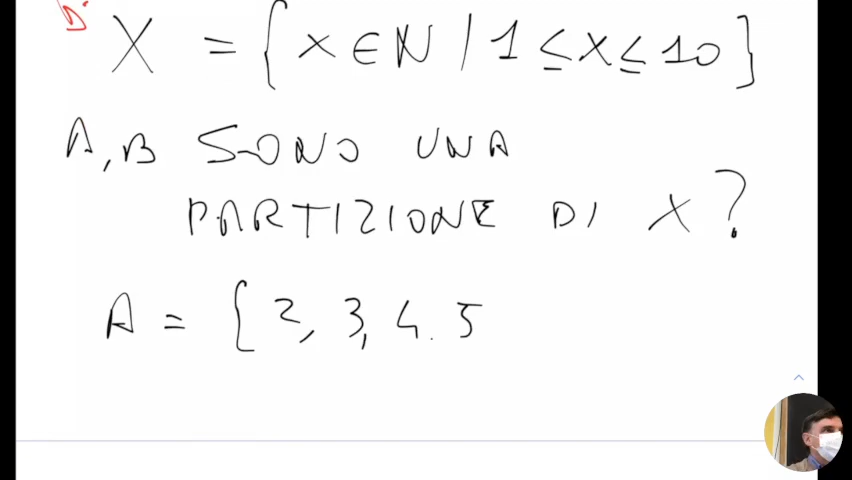 D'
X = { x ∈ N / 1 ≤ x ≤ 10 }
A, B SONO UNA
PARTIZIONE DI X?
A = { 2, 3, 4. 5